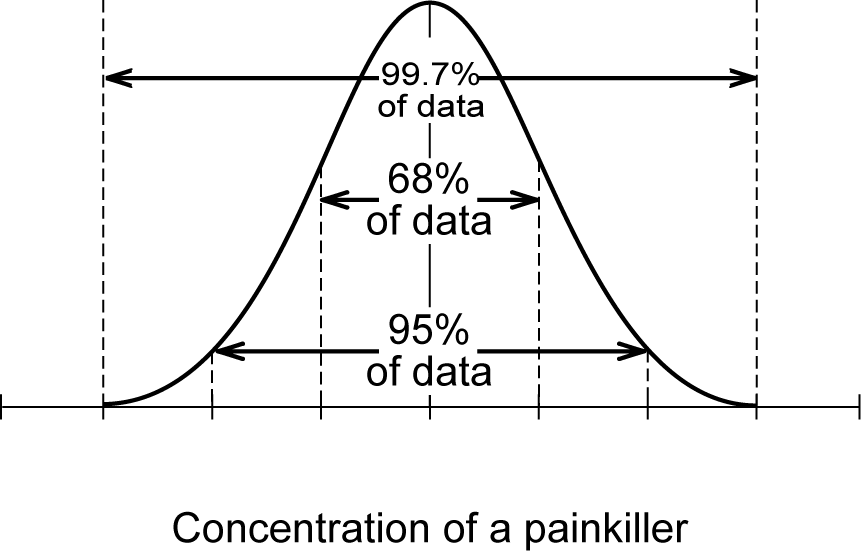 99.7%
of data
68%
of data
95%
of data
Concentration of a painkiller